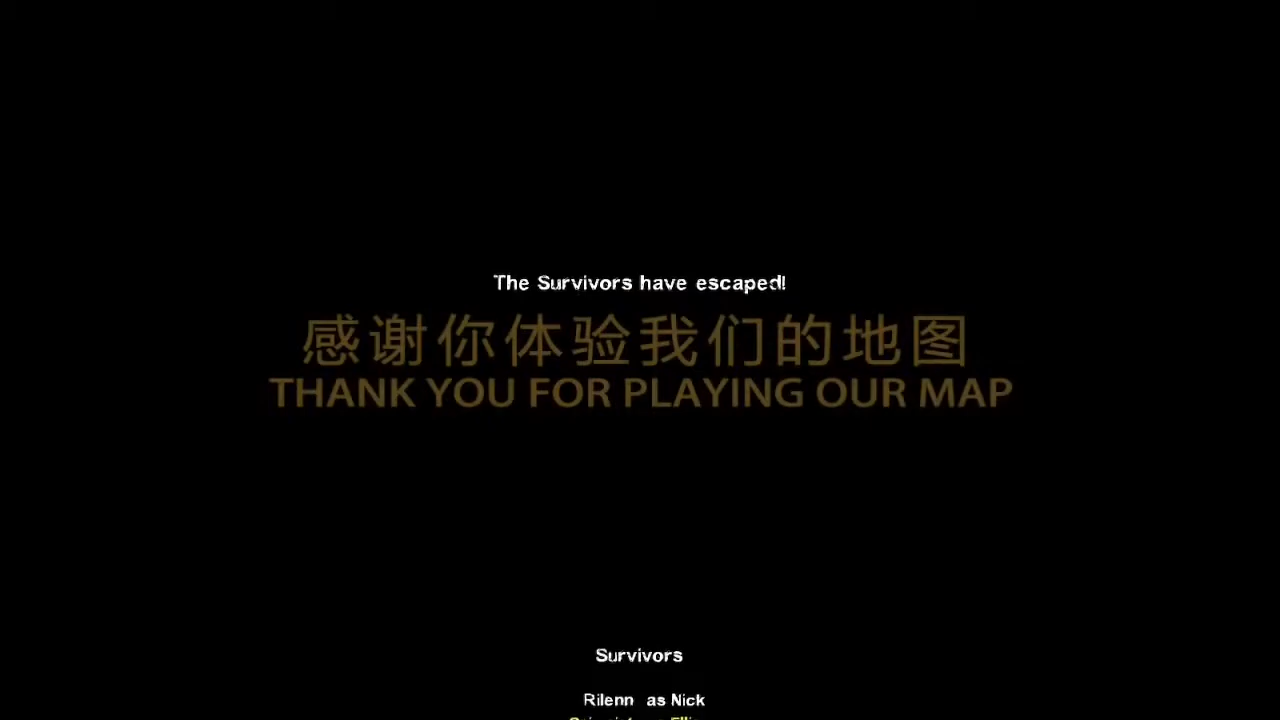 The Survivors have escaped!
感谢你体验我们的地图
THANK YOU FOR PLAYING OUR MAP
Survivors
Rilenn as Nick